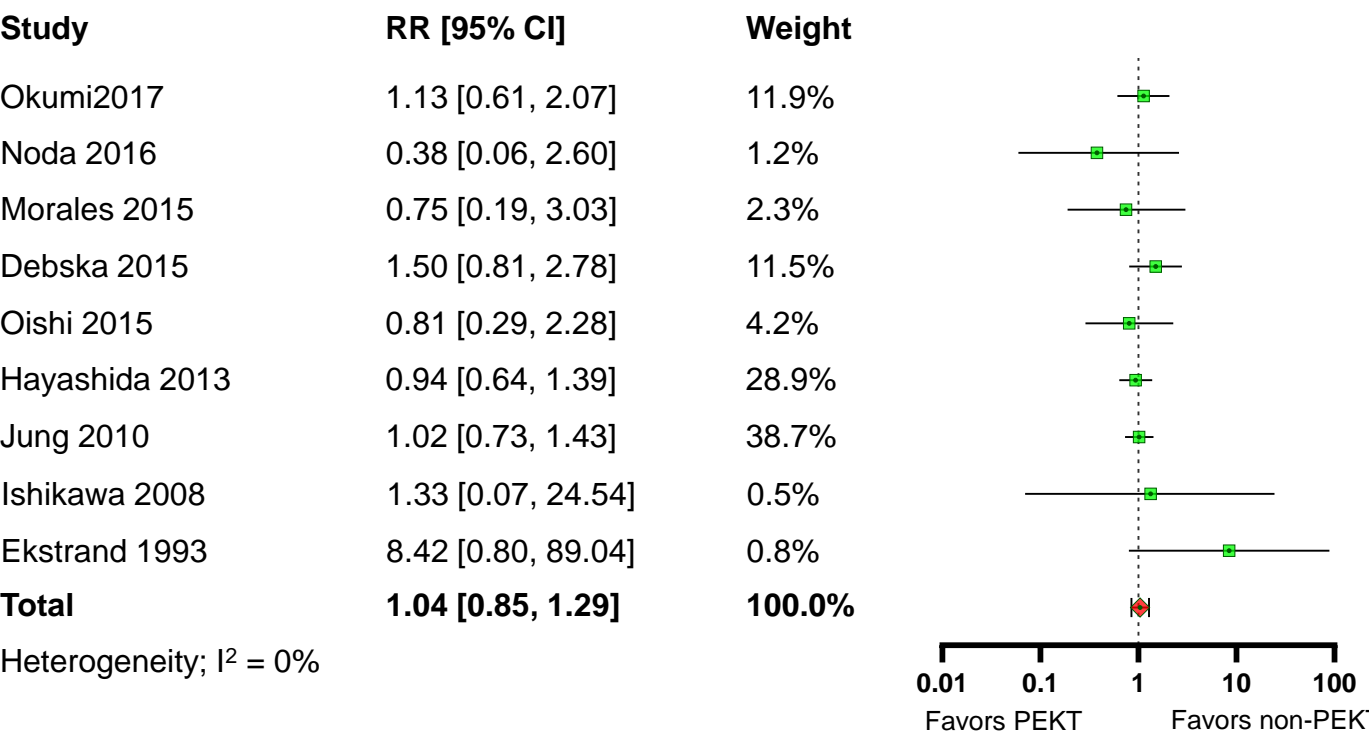 Study RR [95% CI] Weight
Okumi2017 1.13 [0.61, 2.07] 11.9%
Noda 2016 0.38 [0.06, 2.60] 1.2%
Morales 2015 0.75 [0.19, 3.03] 2.3%
Debska 2015 1.50 [0.81, 2.78] 11.5%
Oishi 2015 0.81 [0.29, 2.28] 4.2%
Hayashida 2013 0.94 [0.64, 1.39] 28.9%
Jung 2010 1.02 [0.73, 1.43] 38.7%
Ishikawa 2008 1.33 [0.07, 24.54] 0.5%
Ekstrand 1993 8.42 [0.80, 89.04] 0.8%
Total 1.04 [0.85, 1.29] 100.0%
Heterogeneity; I² = 0%
0.01 0.1 1 10 100
Favors PEKT Favors non-PEKT